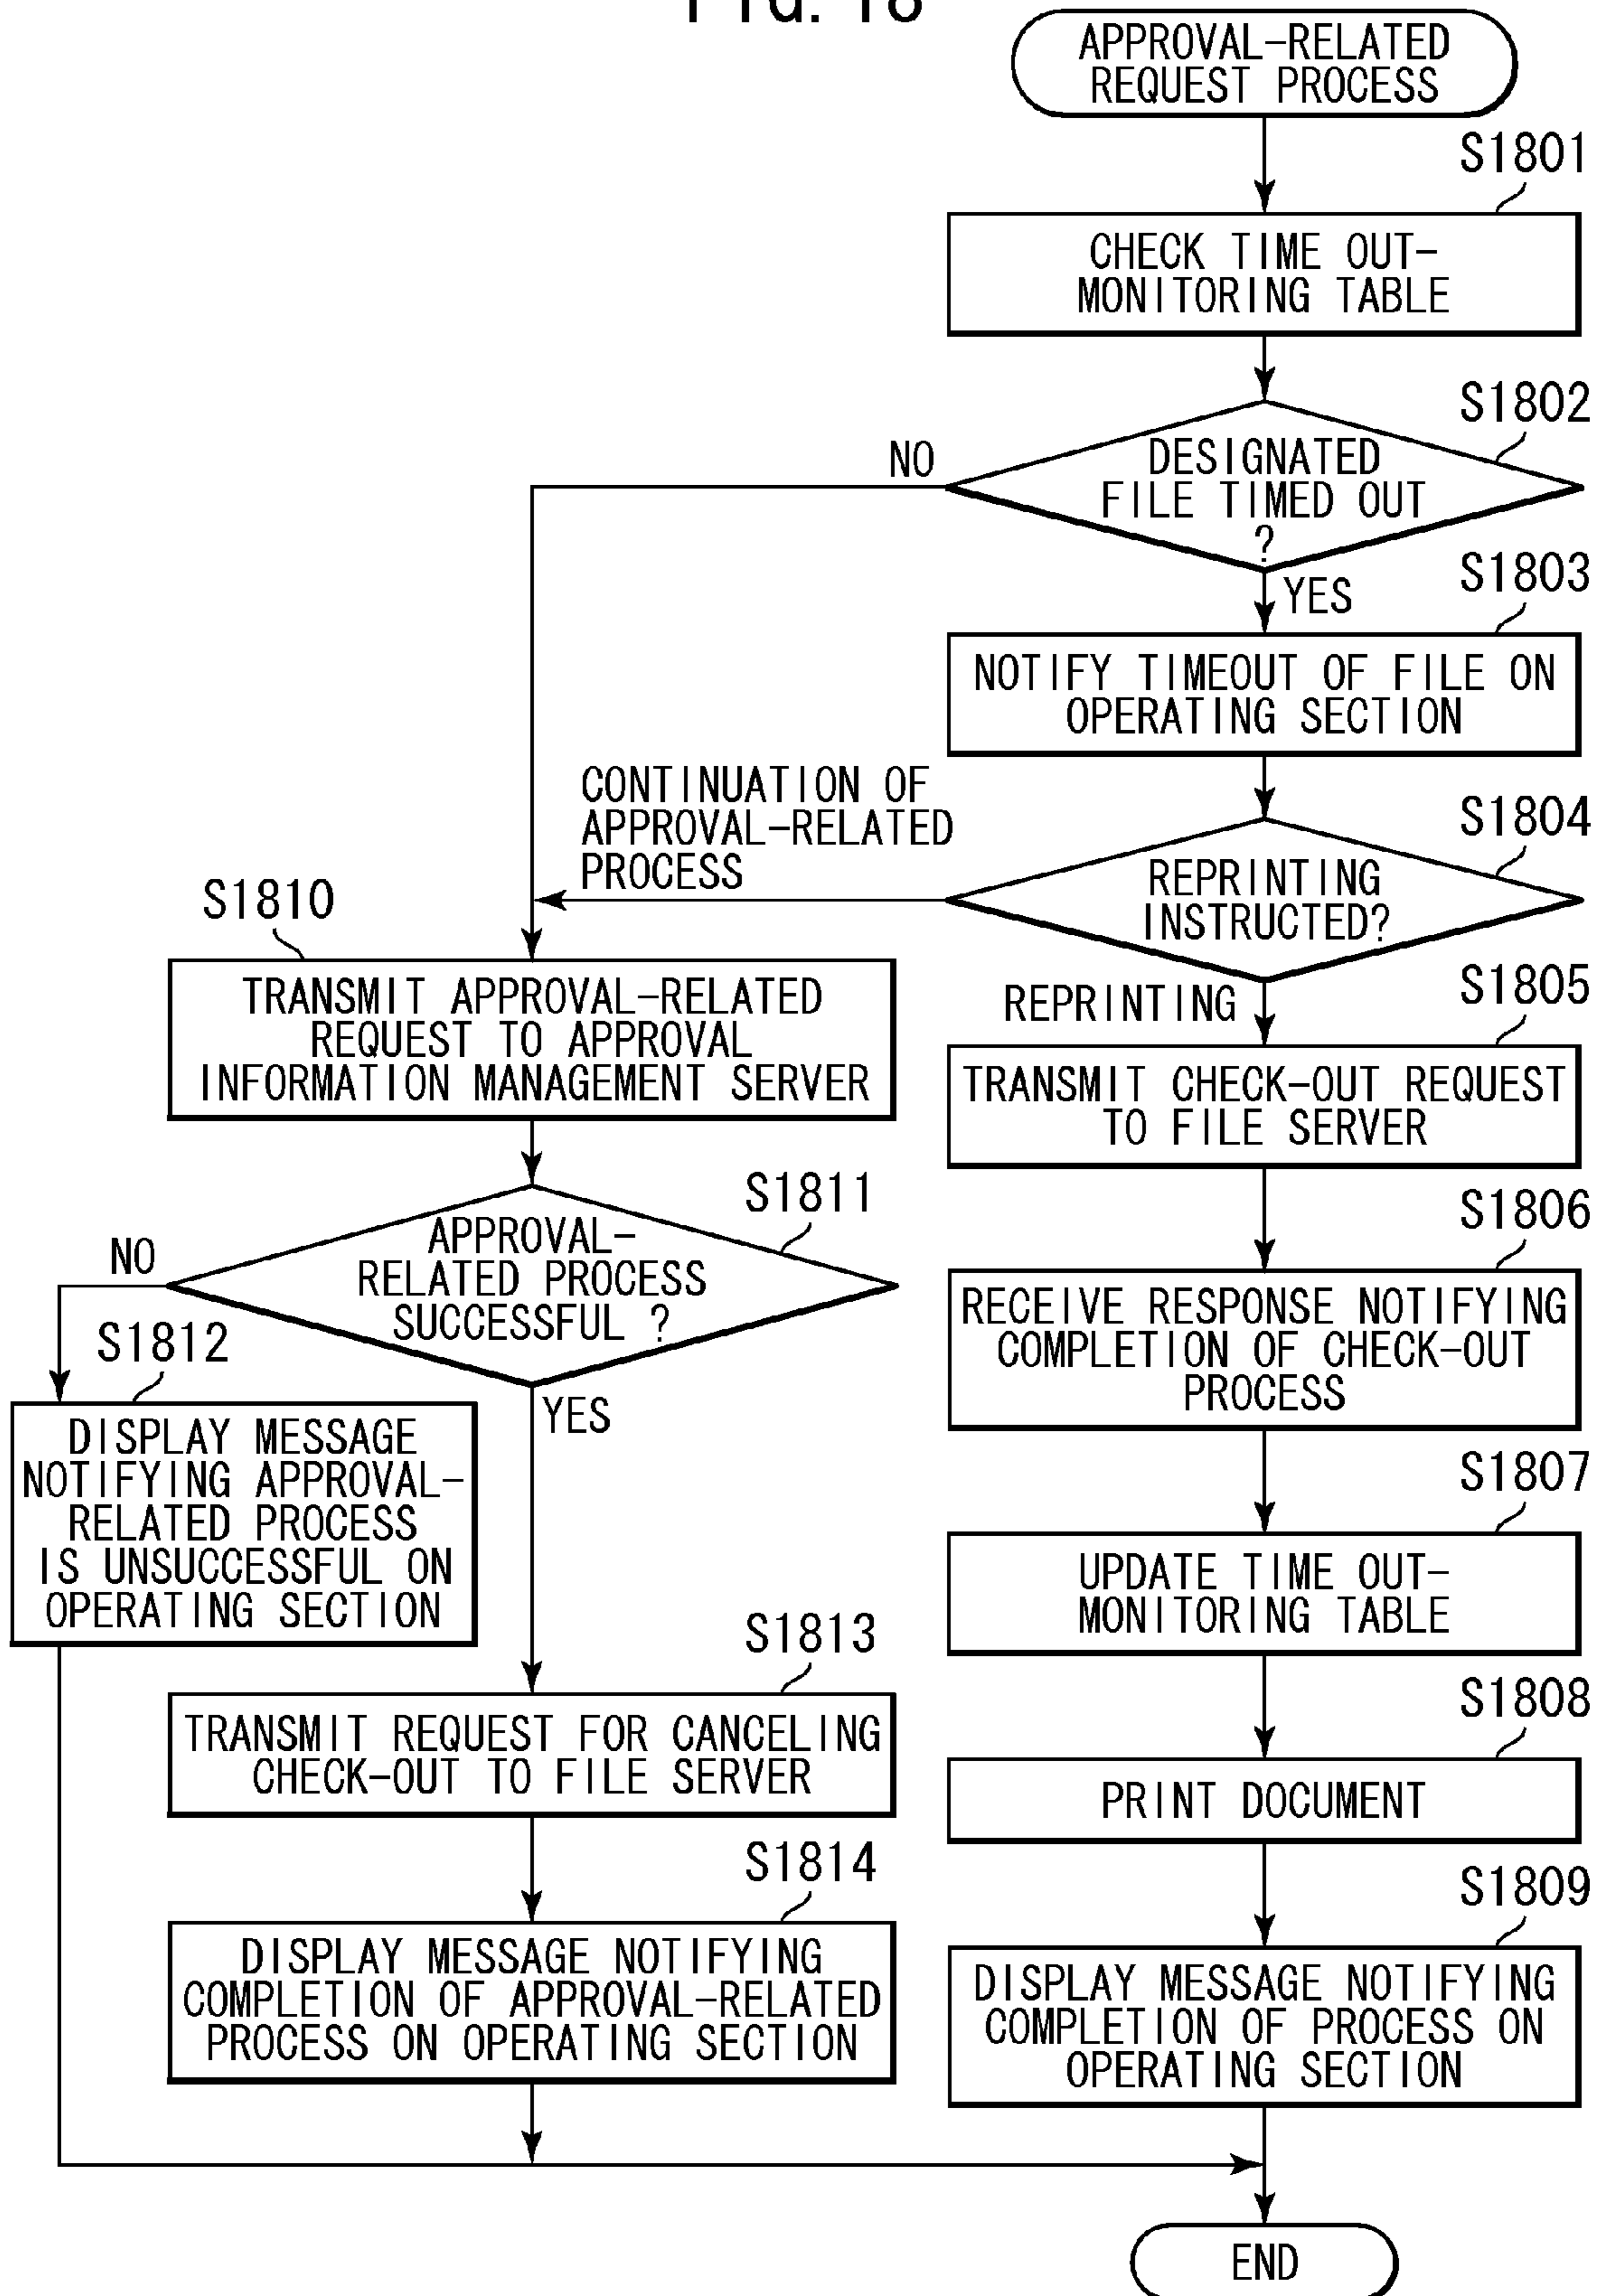 FIG. 18
APPROVAL-RELATED
REQUEST PROCESS
S1801
CHECK TIME OUT-
MONITORING TABLE
S1802
DESIGNATED
FILE TIMED OUT
?
NO
YES
S1803
NOTIFY TIMEOUT OF FILE ON
OPERATING SECTION
CONTINUATION OF
APPROVAL-RELATED
PROCESS
S1804
REPRINTING
INSTRUCTED?
REPRINTING
S1805
TRANSMIT CHECK-OUT REQUEST
TO FILE SERVER
S1806
RECEIVE RESPONSE NOTIFYING
COMPLETION OF CHECK-OUT
PROCESS
S1807
UPDATE TIME OUT-
MONITORING TABLE
S1808
PRINT DOCUMENT
S1809
DISPLAY MESSAGE NOTIFYING
COMPLETION OF PROCESS ON
OPERATING SECTION
S1810
TRANSMIT APPROVAL-RELATED
REQUEST TO APPROVAL
INFORMATION MANAGEMENT SERVER
S1811
APPROVAL-
RELATED PROCESS
SUCCESSFUL ?
NO
YES
S1812
DISPLAY MESSAGE
NOTIFYING APPROVAL-
RELATED PROCESS
IS UNSUCCESSFUL ON
OPERATING SECTION
S1813
TRANSMIT REQUEST FOR CANCELING
CHECK-OUT TO FILE SERVER
S1814
DISPLAY MESSAGE NOTIFYING
COMPLETION OF APPROVAL-RELATED
PROCESS ON OPERATING SECTION
END